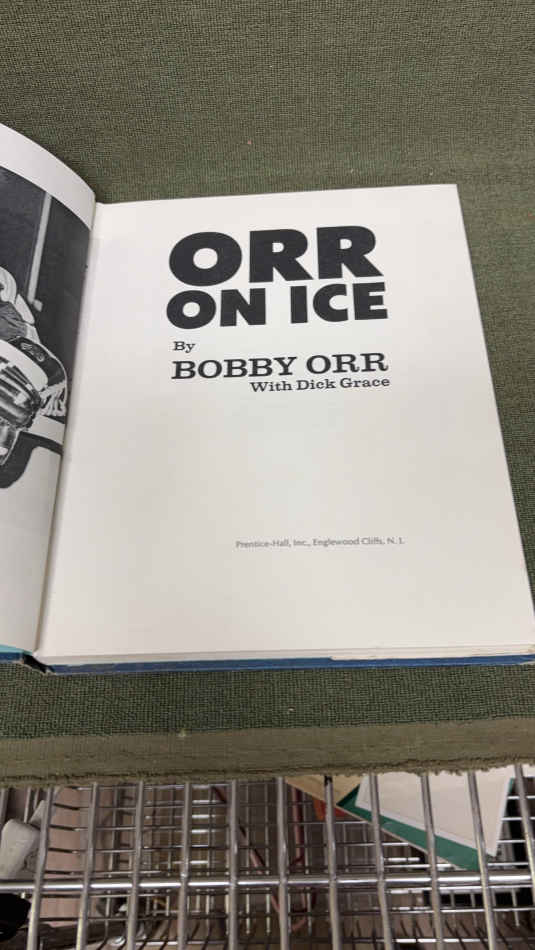 ORR
ON ICE
By
BOBBY ORR
With Dick Grace
Prentice-Hall, Inc., Englewood Cliffs, N. J.